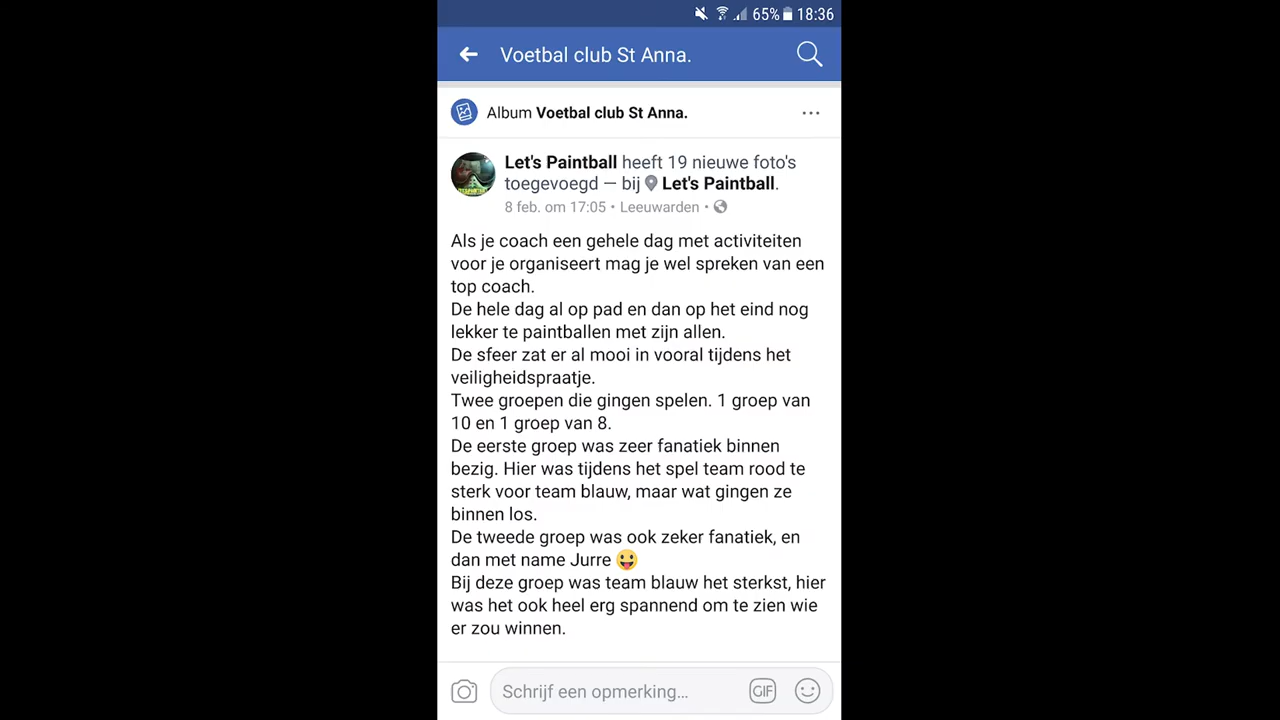 65% 18:36
Voetbal club St Anna.
Album Voetbal club St Anna.
Let's Paintball heeft 19 nieuwe foto's
toegevoegd — bij Let's Paintball.
8 feb. om 17:05 • Leeuwarden •
Als je coach een gehele dag met activiteiten
voor je organiseert mag je wel spreken van een
top coach.
De hele dag al op pad en dan op het eind nog
lekker te paintballen met zijn allen.
De sfeer zat er al mooi in vooral tijdens het
veiligheidspraatje.
Twee groepen die gingen spelen. 1 groep van
10 en 1 groep van 8.
De eerste groep was zeer fanatiek binnen
bezig. Hier was tijdens het spel team rood te
sterk voor team blauw, maar wat gingen ze
binnen los.
De tweede groep was ook zeker fanatiek, en
dan met name Jurre 😛
Bij deze groep was team blauw het sterkst, hier
was het ook heel erg spannend om te zien wie
er zou winnen.
Schrijf een opmerking... GIF